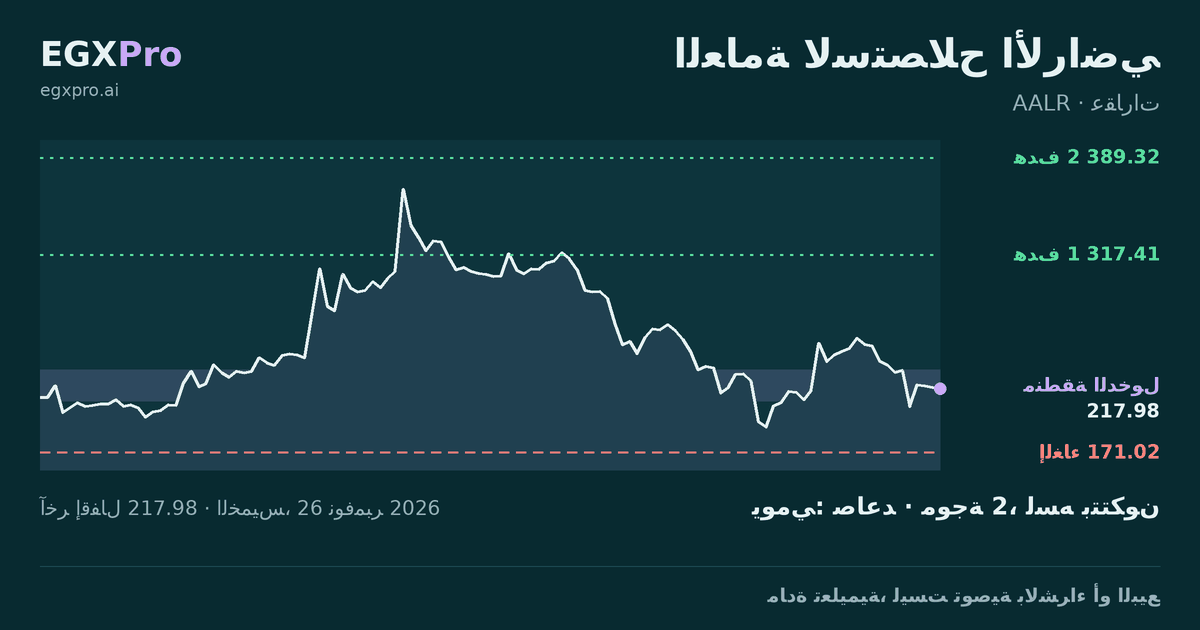 EGXPro
egxpro.ai
العامة لاستصلاح الأراضي
AALR · عقارات
هدف 2 389.32
هدف 1 317.41
منطقة الدخول
217.98
إلغاء 171.02
يومي: صاعد · موجة 2، لسه بتتكون
آخر إقفال 217.98 · الخميس، 26 نوفمبر 2026
مادة تعليمية، ليست توصية بالشراء أو البيع